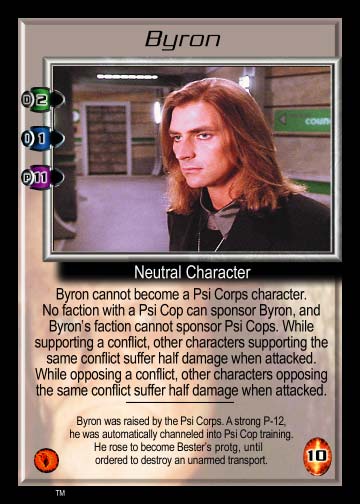 Byron
D 2
COUN
I 1
P 11
Neutral Character
Byron cannot become a Psi Corps character.
No faction with a Psi Cop can sponsor Byron, and
Byron's faction cannot sponsor Psi Cops. While
supporting a conflict, other characters supporting the
same conflict suffer half damage when attacked.
While opposing a conflict, other characters opposing
the same conflict suffer half damage when attacked.
Byron was raised by the Psi Corps. A strong P-12,
he was automatically channeled into Psi Cop training.
He rose to become Bester's protg, until
ordered to destroy an unarmed transport.
10
TM